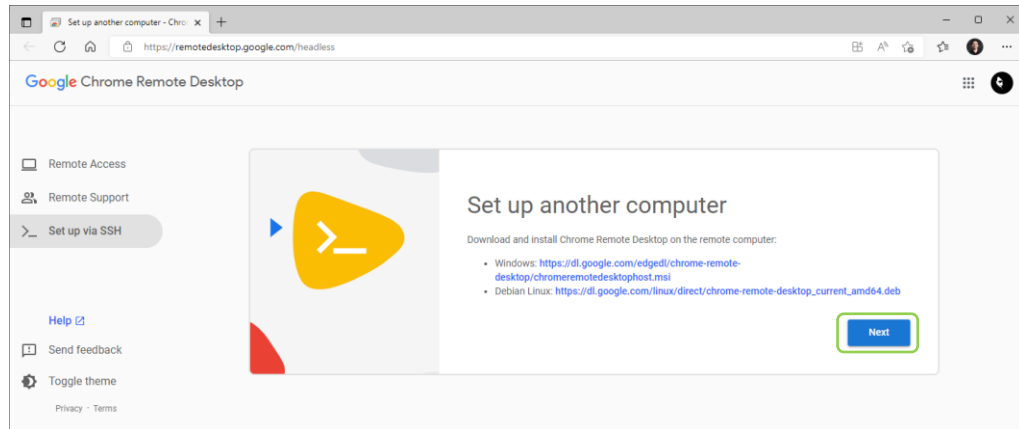 Set up another computer - Chro
https://remotedesktop.google.com/headless
Google Chrome Remote Desktop
Remote Access
Remote Support
Set up via SSH
Help
Send feedback
Toggle theme
Privacy · Terms
Set up another computer
Download and install Chrome Remote Desktop on the remote computer:
• Windows: https://dl.google.com/edgedl/chrome-remote-
desktop/chromeremotedesktophost.msi
• Debian Linux: https://dl.google.com/linux/direct/chrome-remote-desktop_current_amd64.deb
Next